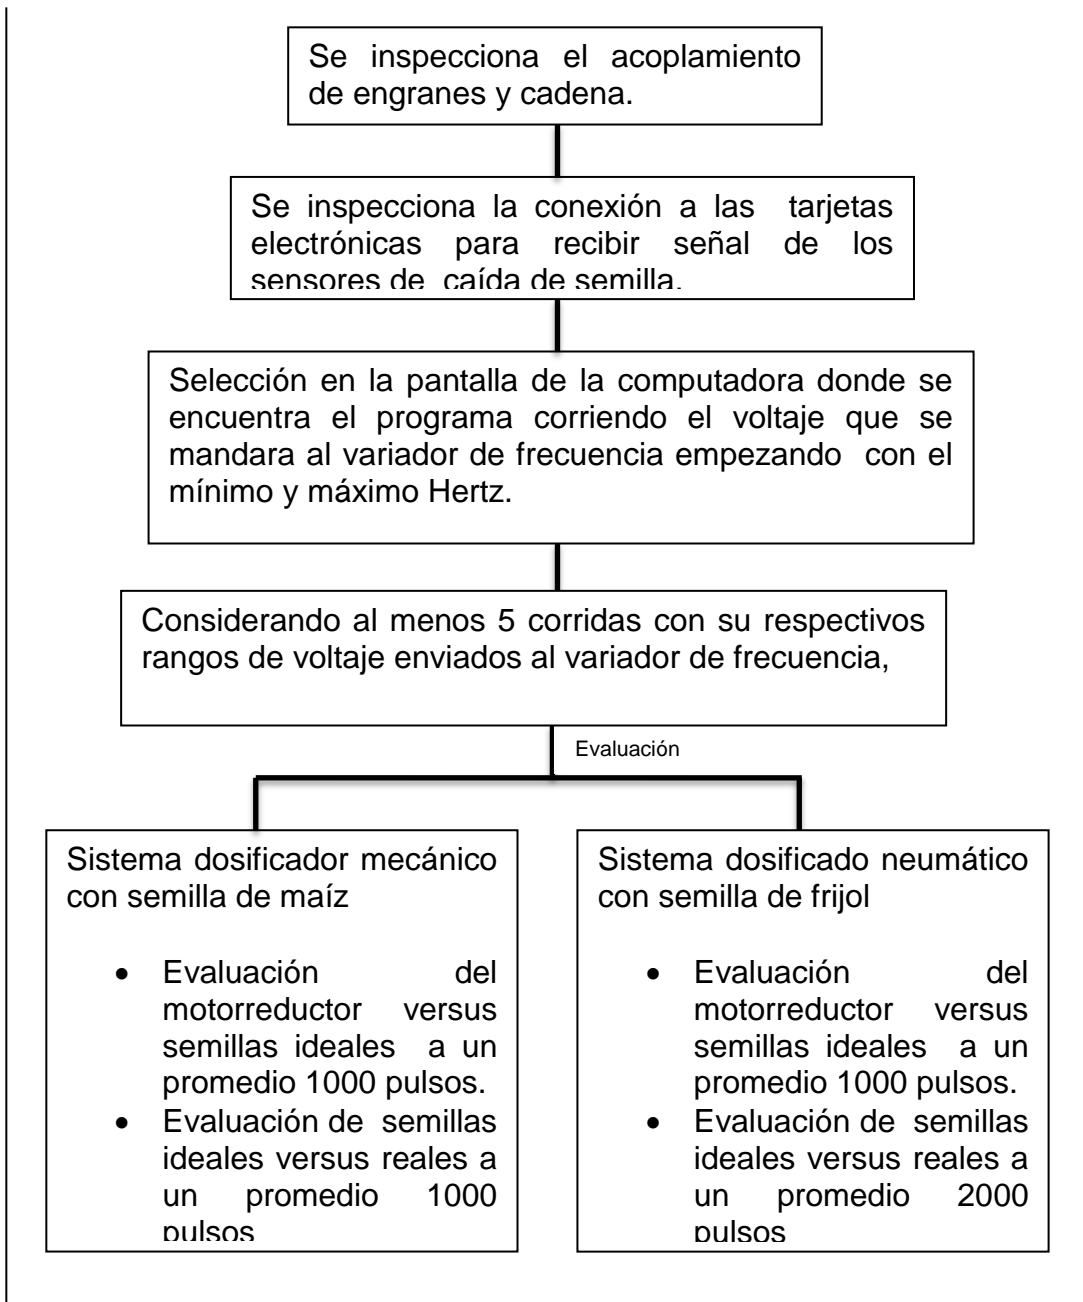 Se inspecciona el acoplamiento
de engranes y cadena.
Se inspecciona la conexión a las tarjetas
electrónicas para recibir señal de los
sensores de caída de semilla.
Selección en la pantalla de la computadora donde se
encuentra el programa corriendo el voltaje que se
mandara al variador de frecuencia empezando con el
mínimo y máximo Hertz.
Considerando al menos 5 corridas con su respectivos
rangos de voltaje enviados al variador de frecuencia,
Evaluación
Sistema dosificador mecánico
con semilla de maíz
• Evaluación del
motorreductor versus
semillas ideales a un
promedio 1000 pulsos.
• Evaluación de semillas
ideales versus reales a
un promedio 1000
pulsos
Sistema dosificado neumático
con semilla de frijol
• Evaluación del
motorreductor versus
semillas ideales a un
promedio 1000 pulsos.
• Evaluación de semillas
ideales versus reales a
un promedio 2000
pulsos